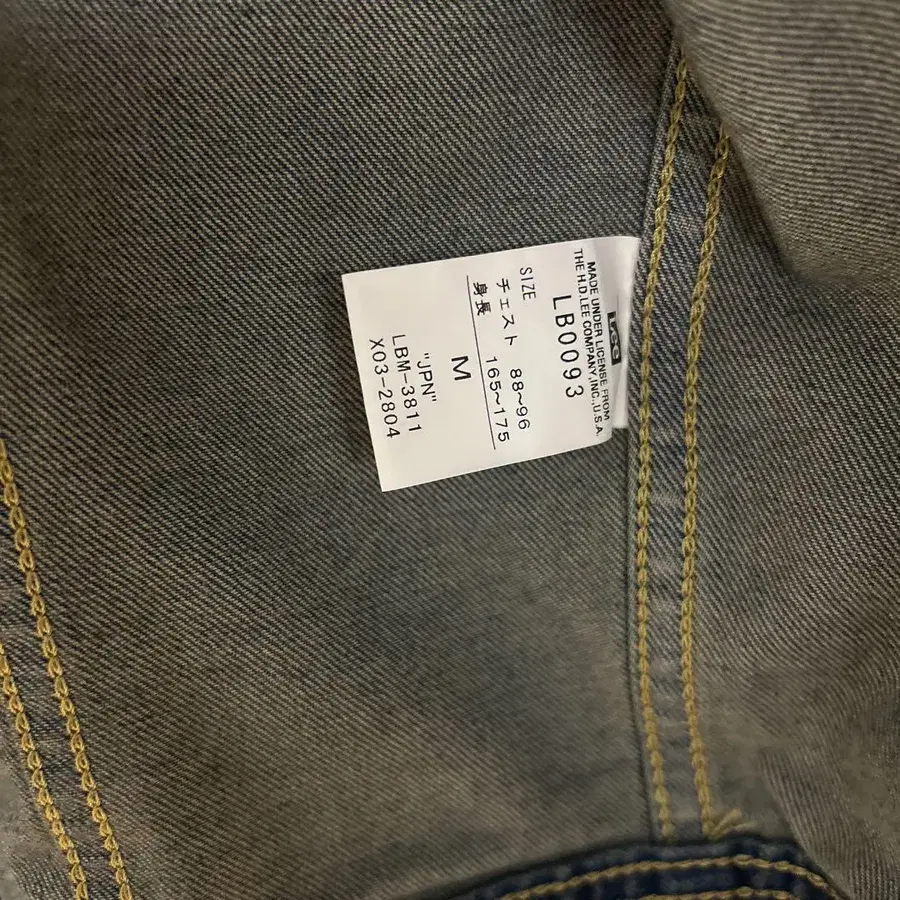 Lee
MADE UNDER LICENSE FROM
THE H.D.LEE COMPANY,INC.,U.S.A.
LB0093
SIZE
チェスト 88~96
身長 165~175
M
"JPN"
LBM-3811
X03-2804